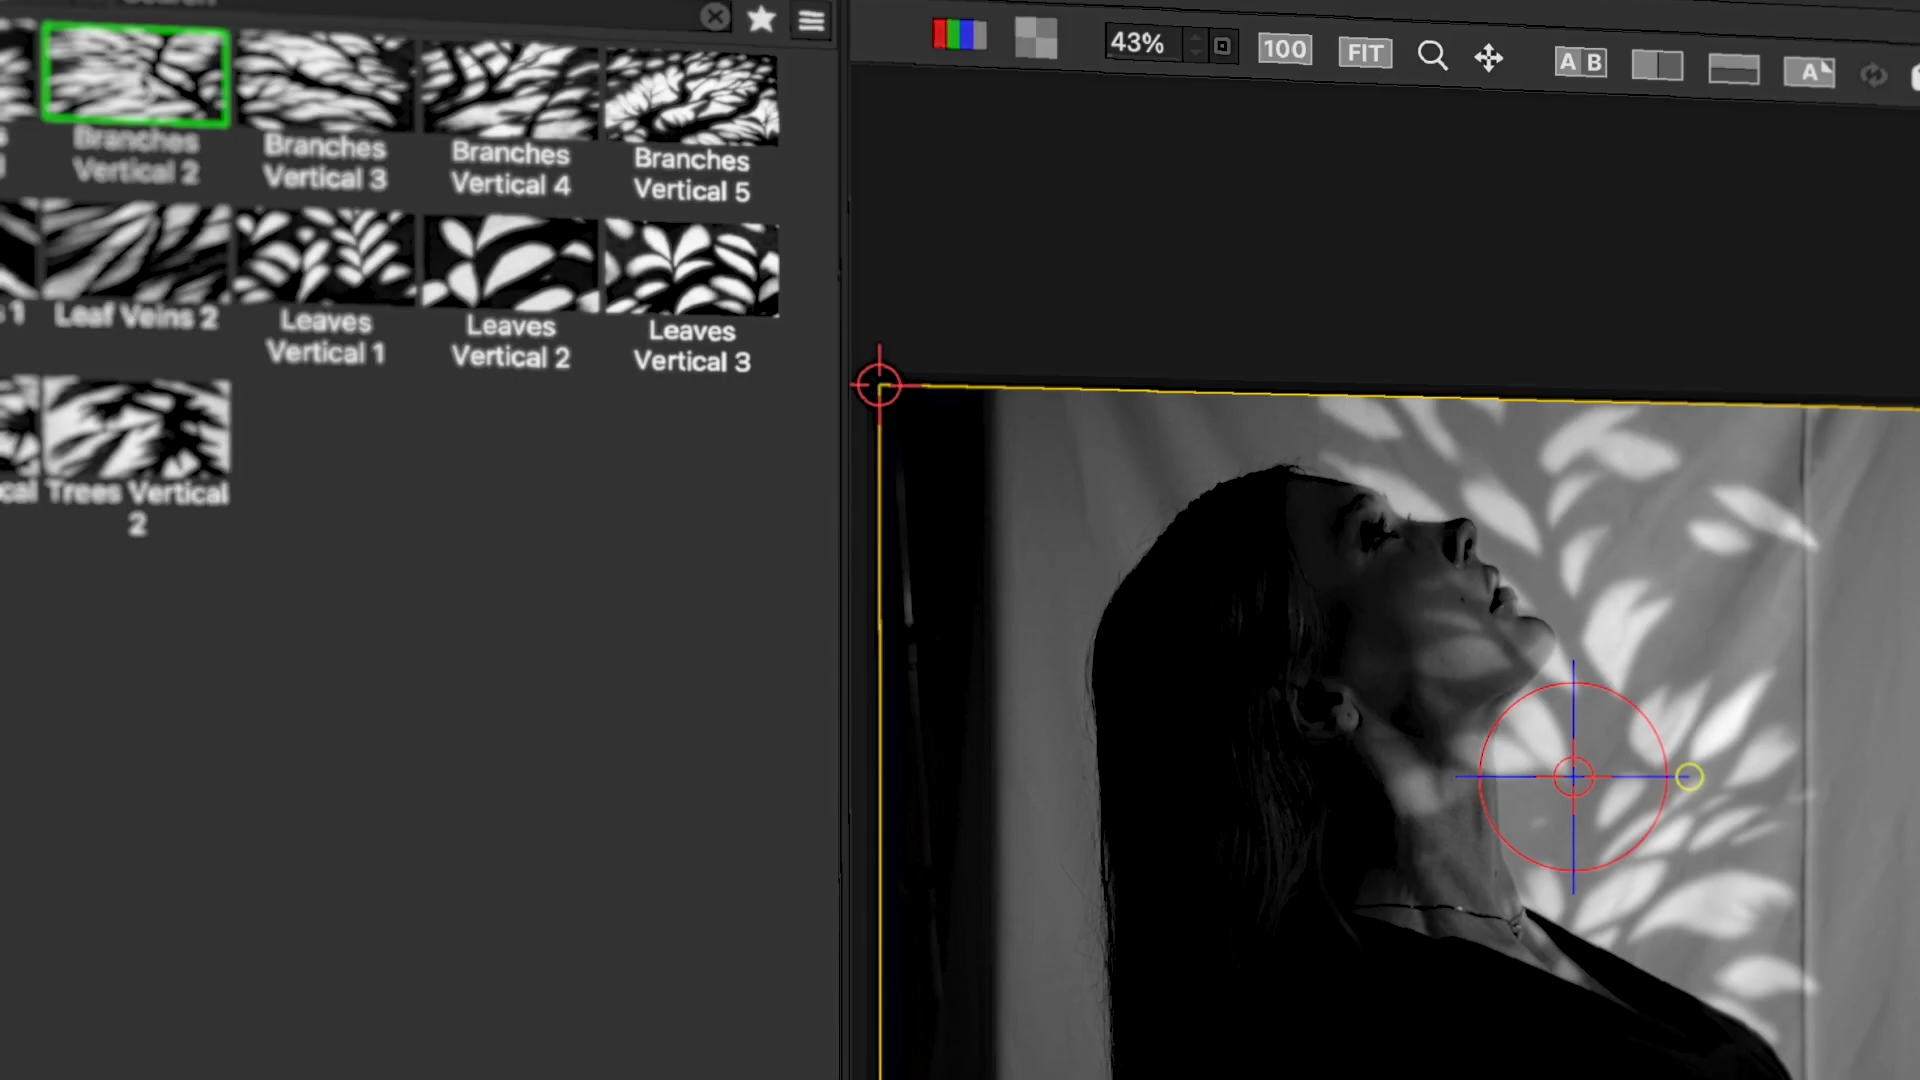 43%
100
FIT
A B
A
Branches
Vertical 2
Branches
Vertical 3
Branches
Vertical 4
Branches
Vertical 5
1
Leaf Veins 2
Leaves
Vertical 1
Leaves
Vertical 2
Leaves
Vertical 3
Trees Vertical
2